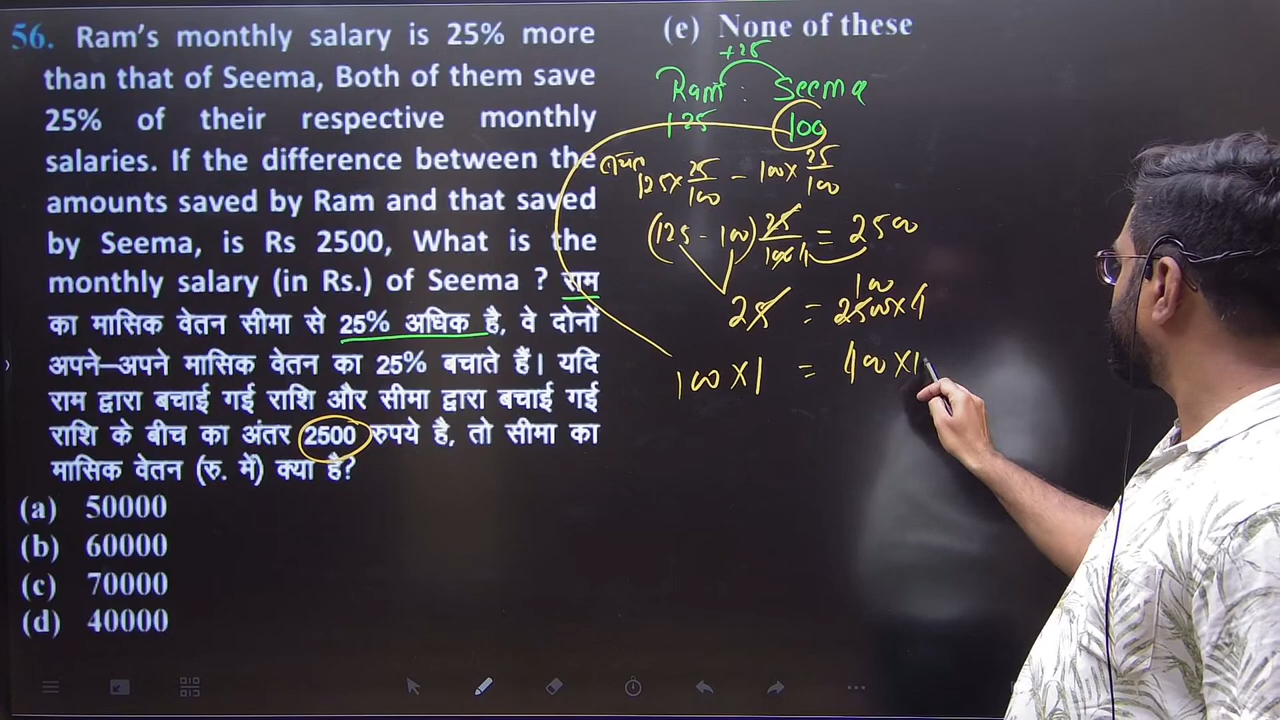 56. Ram's monthly salary is 25% more
than that of Seema, Both of them save
25% of their respective monthly
salaries. If the difference between the
amounts saved by Ram and that saved
by Seema, is Rs 2500, What is the
monthly salary (in Rs.) of Seema ? राम
का मासिक वेतन सीमा से 25% अधिक है, वे दोनों
अपने–अपने मासिक वेतन का 25% बचाते हैं। यदि
राम द्वारा बचाई गई राशि और सीमा द्वारा बचाई गई
राशि के बीच का अंतर 2500 रुपये है, तो सीमा का
मासिक वेतन (रु. में) क्या है?
(a) 50000
(b) 60000
(c) 70000
(d) 40000
(e) None of these
+25
Ram : Seema
125 100
बचत 125 × 25/100 – 100 × 25/100
(125 - 100) 25/100 4 = 2500
100
25 = 2500 × 4
100 × 1 = 400 × 1